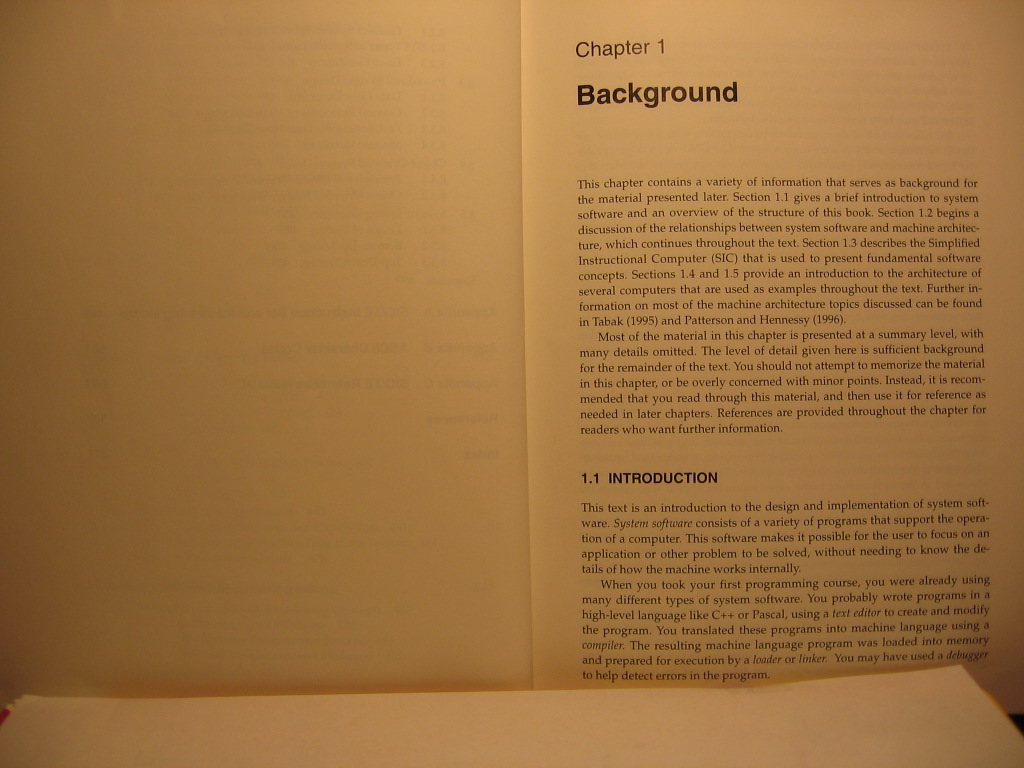 Chapter 1
Background
This chapter contains a variety of information that serves as background for
the material presented later. Section 1.1 gives a brief introduction to system
software and an overview of the structure of this book. Section 1.2 begins a
discussion of the relationships between system software and machine architec-
ture, which continues throughout the text. Section 1.3 describes the Simplified
Instructional Computer (SIC) that is used to present fundamental software
concepts. Sections 1.4 and 1.5 provide an introduction to the architecture of
several computers that are used as examples throughout the text. Further in-
formation on most of the machine architecture topics discussed can be found
in Tabak (1995) and Patterson and Hennessy (1996).
Most of the material in this chapter is presented at a summary level, with
many details omitted. The level of detail given here is sufficient background
for the remainder of the text. You should not attempt to memorize the material
in this chapter, or be overly concerned with minor points. Instead, it is recom-
mended that you read through this material, and then use it for reference as
needed in later chapters. References are provided throughout the chapter for
readers who want further information.
1.1 INTRODUCTION
This text is an introduction to the design and implementation of system soft-
ware. System software consists of a variety of programs that support the opera-
tion of a computer. This software makes it possible for the user to focus on an
application or other problem to be solved, without needing to know the de-
tails of how the machine works internally.
When you took your first programming course, you were already using
many different types of system software. You probably wrote programs in a
high-level language like C++ or Pascal, using a text editor to create and modify
the program. You translated these programs into machine language using a
compiler. The resulting machine language program was loaded into memory
and prepared for execution by a loader or linker. You may have used a debugger
to help detect errors in the program.